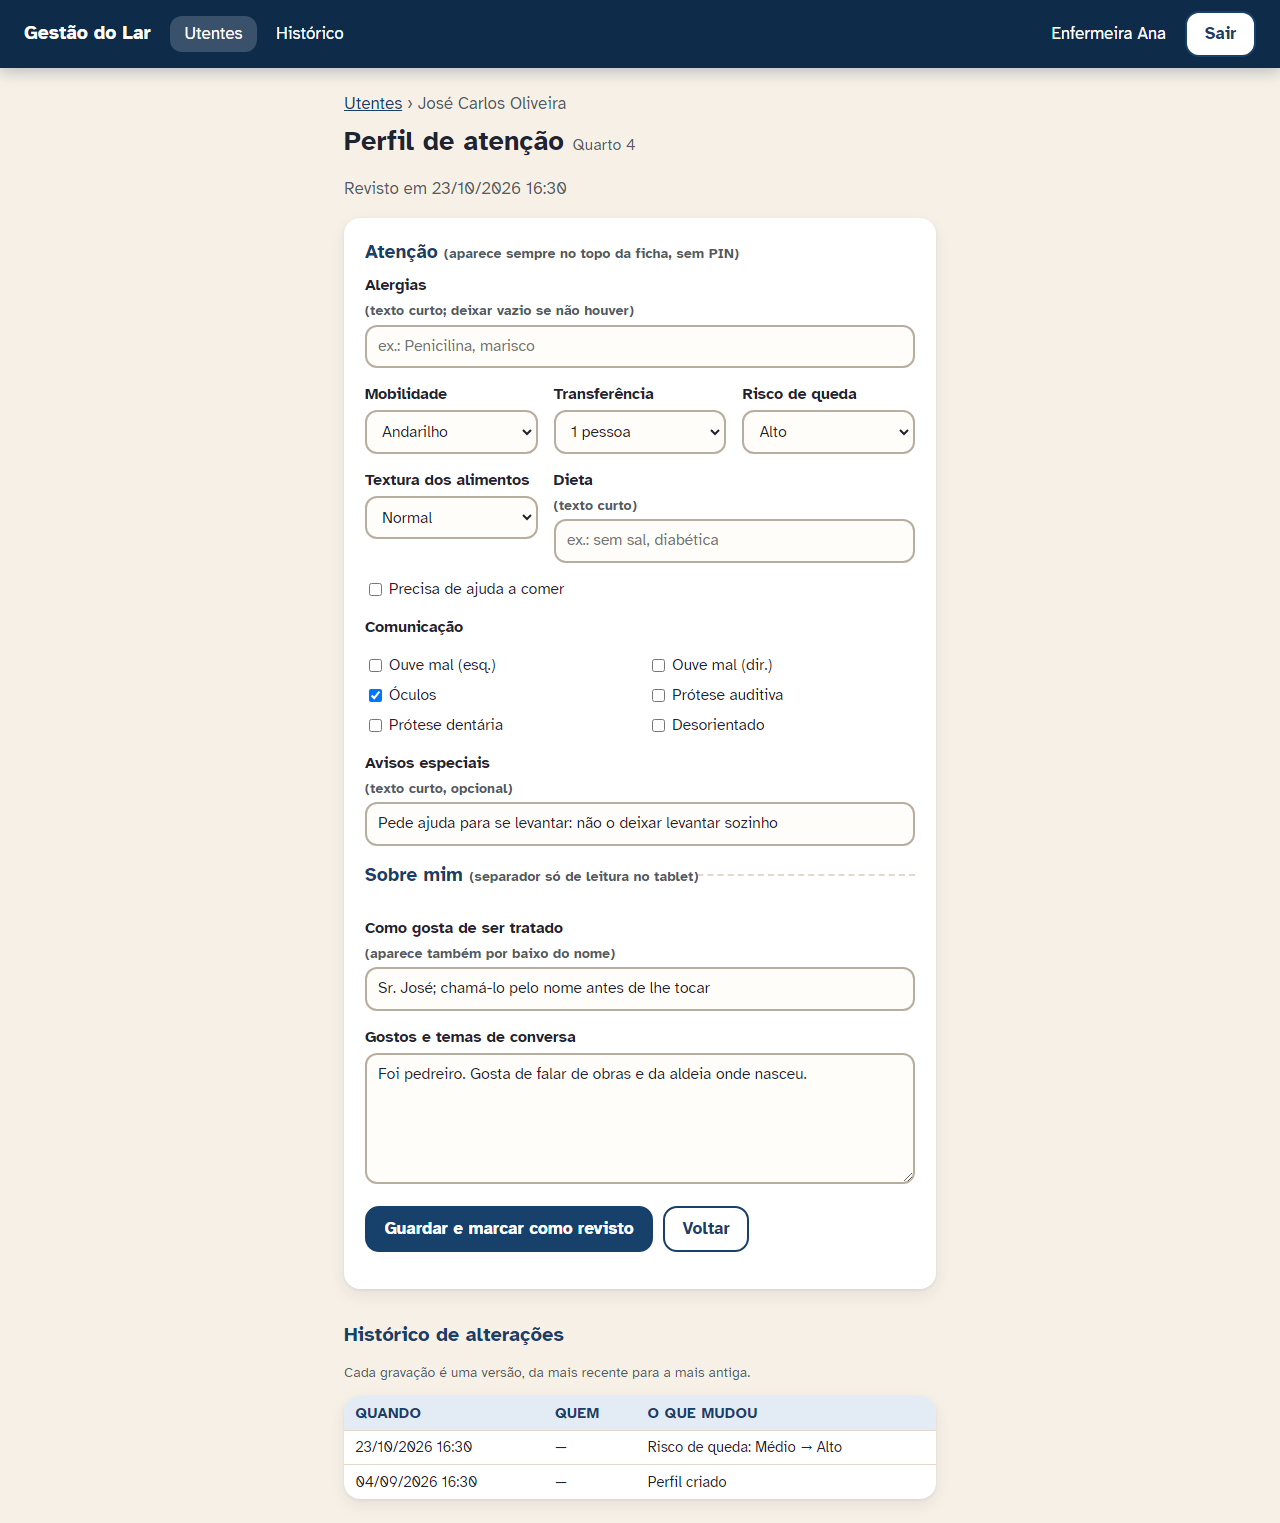 Gestão do Lar Utentes Histórico Enfermeira Ana Sair
Utentes › José Carlos Oliveira
Perfil de atenção Quarto 4
Revisto em 23/10/2026 16:30
Atenção (aparece sempre no topo da ficha, sem PIN)
Alergias
(texto curto; deixar vazio se não houver)
ex.: Penicilina, marisco
Mobilidade Transferência Risco de queda
Andarilho 1 pessoa Alto
Textura dos alimentos Dieta
(texto curto)
Normal ex.: sem sal, diabética
Precisa de ajuda a comer
Comunicação
Ouve mal (esq.) Ouve mal (dir.)
Óculos Prótese auditiva
Prótese dentária Desorientado
Avisos especiais
(texto curto, opcional)
Pede ajuda para se levantar: não o deixar levantar sozinho
Sobre mim (separador só de leitura no tablet)
Como gosta de ser tratado
(aparece também por baixo do nome)
Sr. José; chamá-lo pelo nome antes de lhe tocar
Gostos e temas de conversa
Foi pedreiro. Gosta de falar de obras e da aldeia onde nasceu.
Guardar e marcar como revisto Voltar
Histórico de alterações
Cada gravação é uma versão, da mais recente para a mais antiga.
QUANDO QUEM O QUE MUDOU
23/10/2026 16:30 — Risco de queda: Médio → Alto
04/09/2026 16:30 — Perfil criado